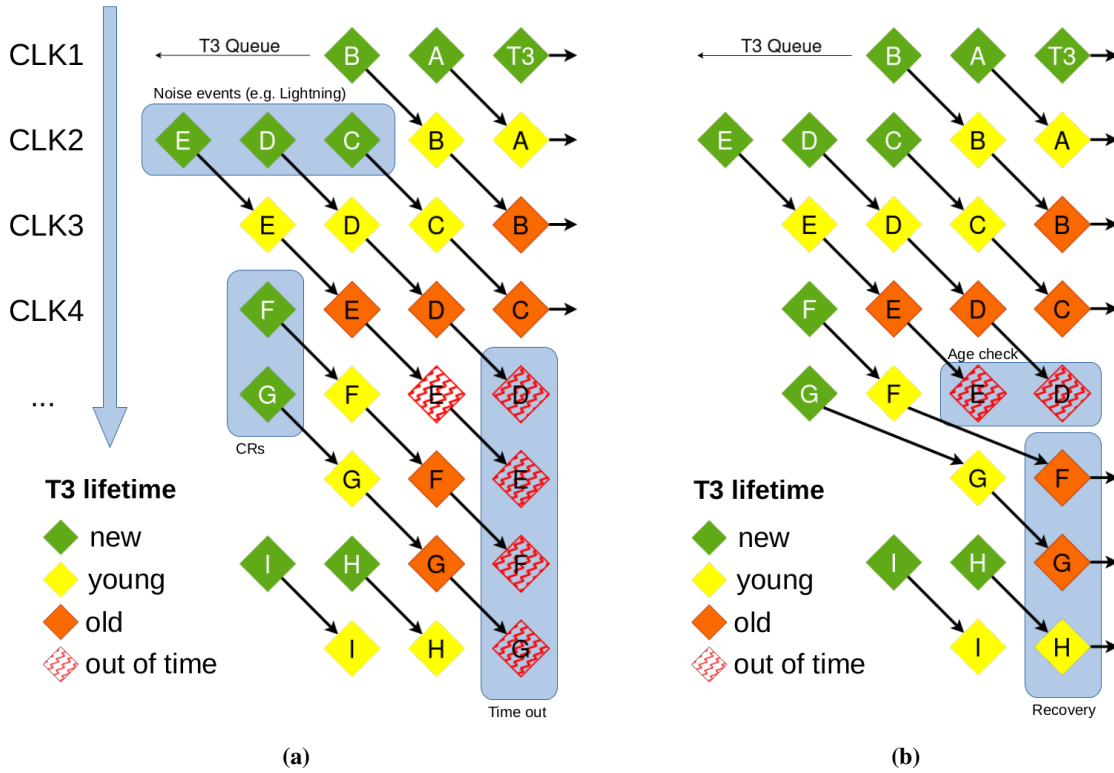 CLK1 T3 Queue B A T3 T3 Queue B A T3
Noise events (e.g. Lightning)
CLK2 E D C B A E D C B A
CLK3 E D C B E D C B
CLK4 F E D C F E D C
Age check
... G F E D G F E D
CRs
G F E G F
T3 lifetime T3 lifetime
new new
I H G F I H G
young young
old old
I H G I H
out of time out of time
Time out Recovery
(a) (b)